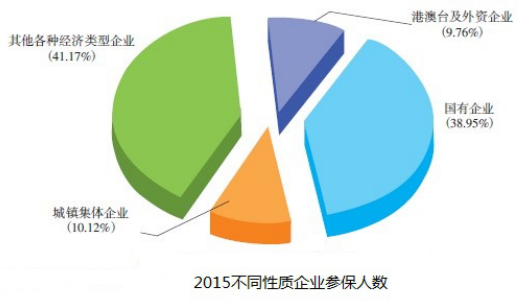 港澳台及外资企业
(9.76%)
其他各种经济类型企业
(41.17%)
国有企业
(38.95%)
城镇集体企业
(10.12%)
2015不同性质企业参保人数